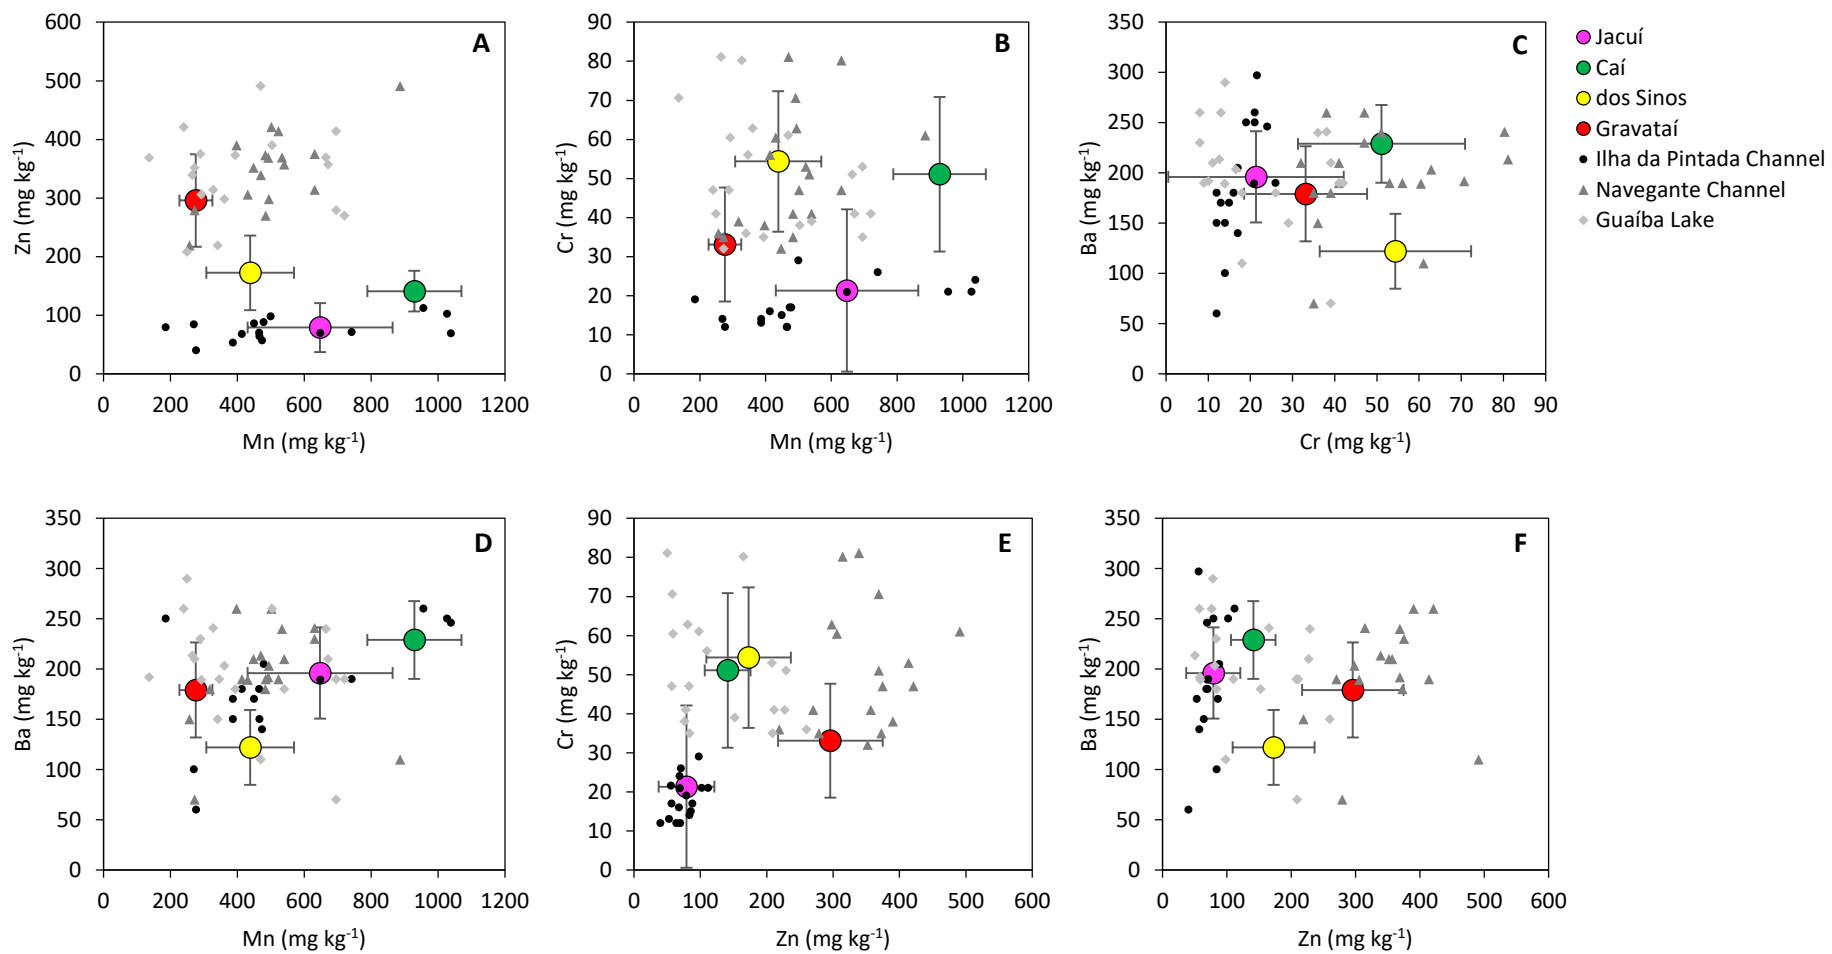 A
Zn (mg kg-1)
600
500
400
300
200
100
0
0 200 400 600 800 1000 1200
Mn (mg kg-1)
B
Cr (mg kg-1)
90
80
70
60
50
40
30
20
10
0
0 200 400 600 800 1000 1200
Mn (mg kg-1)
C
Ba (mg kg-1)
350
300
250
200
150
100
50
0
0 10 20 30 40 50 60 70 80 90
Cr (mg kg-1)
Jacuí
Caí
dos Sinos
Gravataí
Ilha da Pintada Channel
Navegante Channel
Guaíba Lake
D
Ba (mg kg-1)
350
300
250
200
150
100
50
0
0 200 400 600 800 1000 1200
Mn (mg kg-1)
E
Cr (mg kg-1)
90
80
70
60
50
40
30
20
10
0
0 100 200 300 400 500 600
Zn (mg kg-1)
F
Ba (mg kg-1)
350
300
250
200
150
100
50
0
0 100 200 300 400 500 600
Zn (mg kg-1)